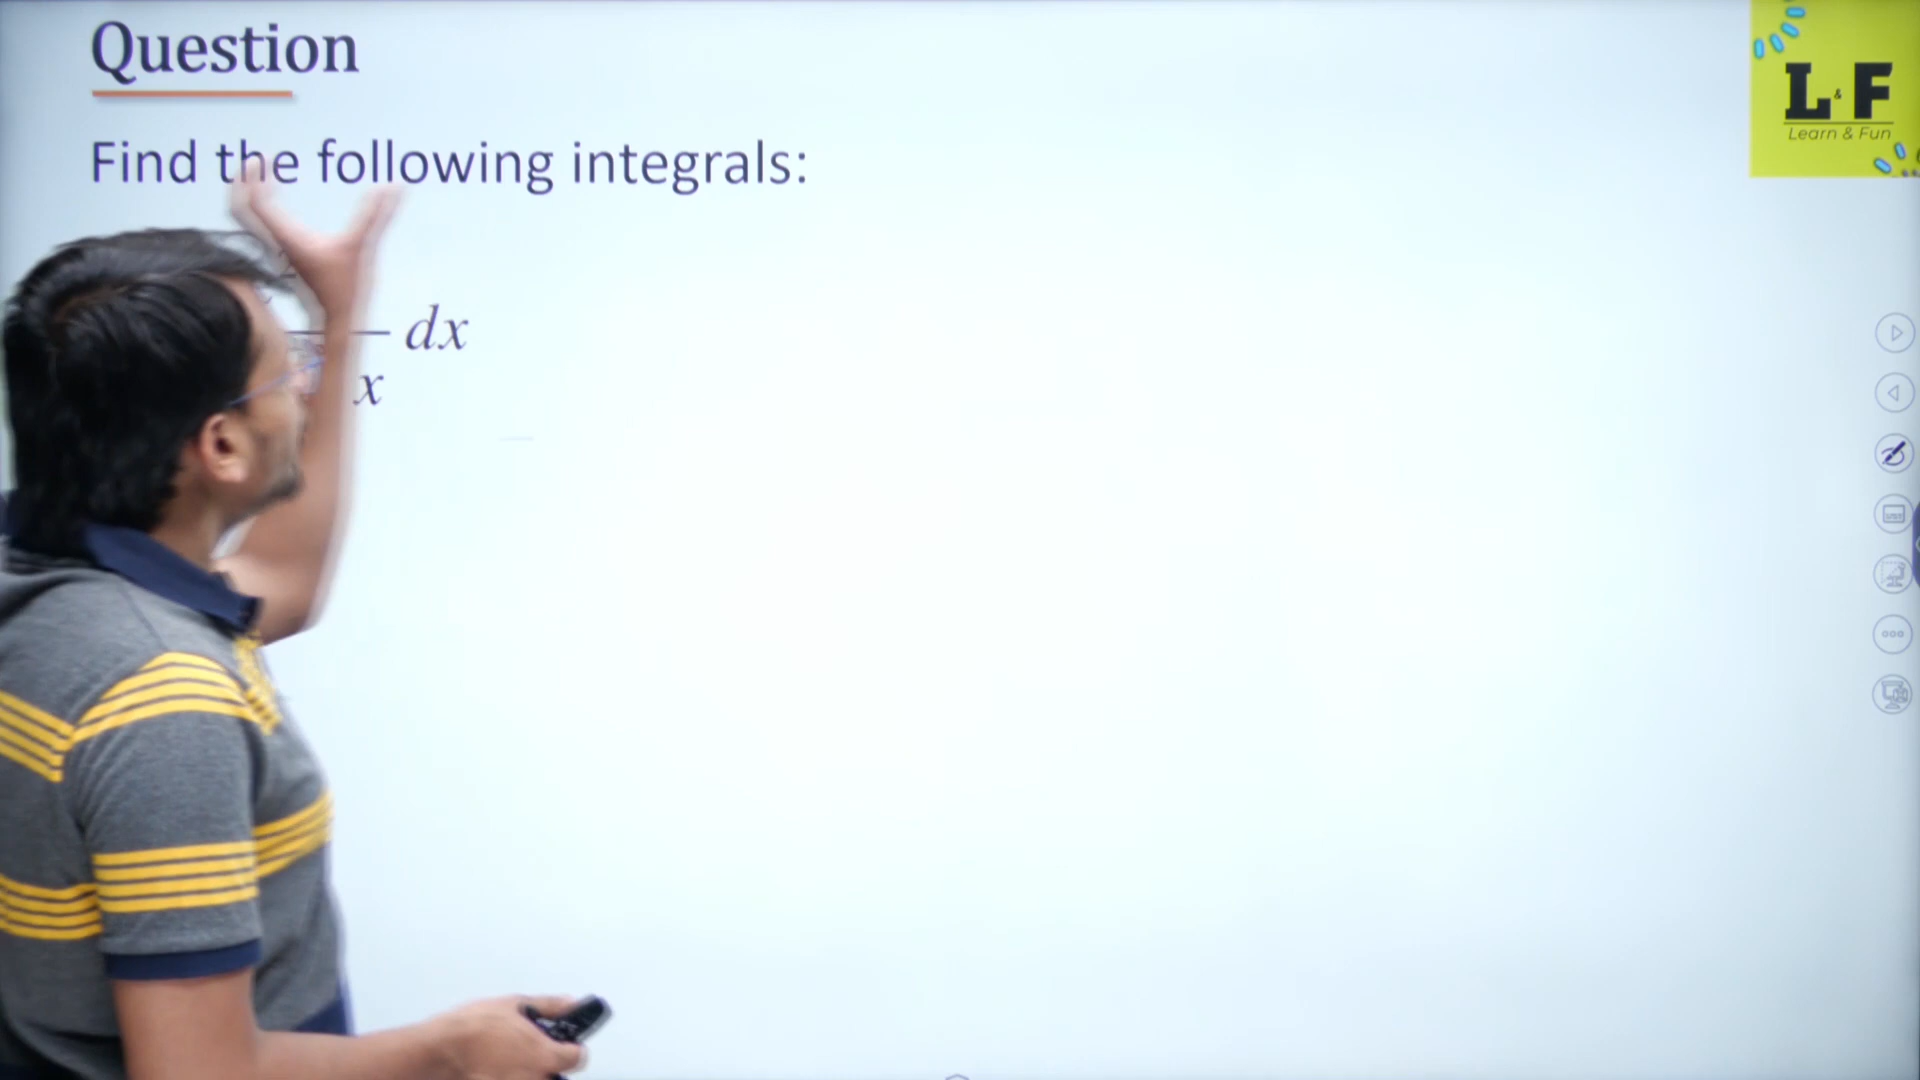 Question
L&F
Learn & Fun
Find the following integrals:
dx
x